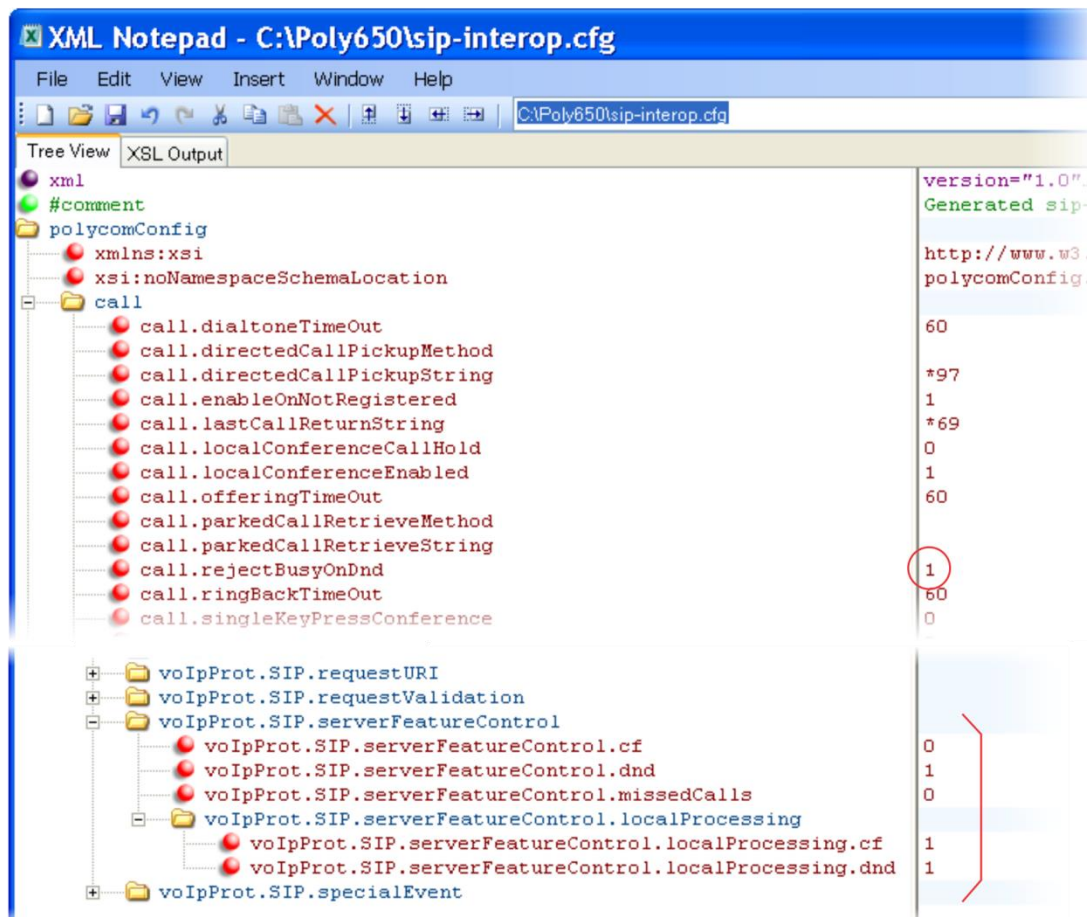 XML Notepad - C:\Poly650\sip-interop.cfg
File Edit View Insert Window Help
C:\Poly650\sip-interop.cfg
Tree View XSL Output
xml version="1.0"
#comment Generated sip-
polycomConfig
xmlns:xsi http://www.w3.
xsi:noNamespaceSchemaLocation polycomConfig
call
call.dialtoneTimeOut 60
call.directedCallPickupMethod
call.directedCallPickupString *97
call.enableOnNotRegistered 1
call.lastCallReturnString *69
call.localConferenceCallHold 0
call.localConferenceEnabled 1
call.offeringTimeOut 60
call.parkedCallRetrieveMethod
call.parkedCallRetrieveString
call.rejectBusyOnDnd 1
call.ringBackTimeOut 60
call.singleKeyPressConference 0
voIpProt.SIP.requestURI
voIpProt.SIP.requestValidation
voIpProt.SIP.serverFeatureControl
voIpProt.SIP.serverFeatureControl.cf 0
voIpProt.SIP.serverFeatureControl.dnd 1
voIpProt.SIP.serverFeatureControl.missedCalls 0
voIpProt.SIP.serverFeatureControl.localProcessing
voIpProt.SIP.serverFeatureControl.localProcessing.cf 1
voIpProt.SIP.serverFeatureControl.localProcessing.dnd 1
voIpProt.SIP.specialEvent